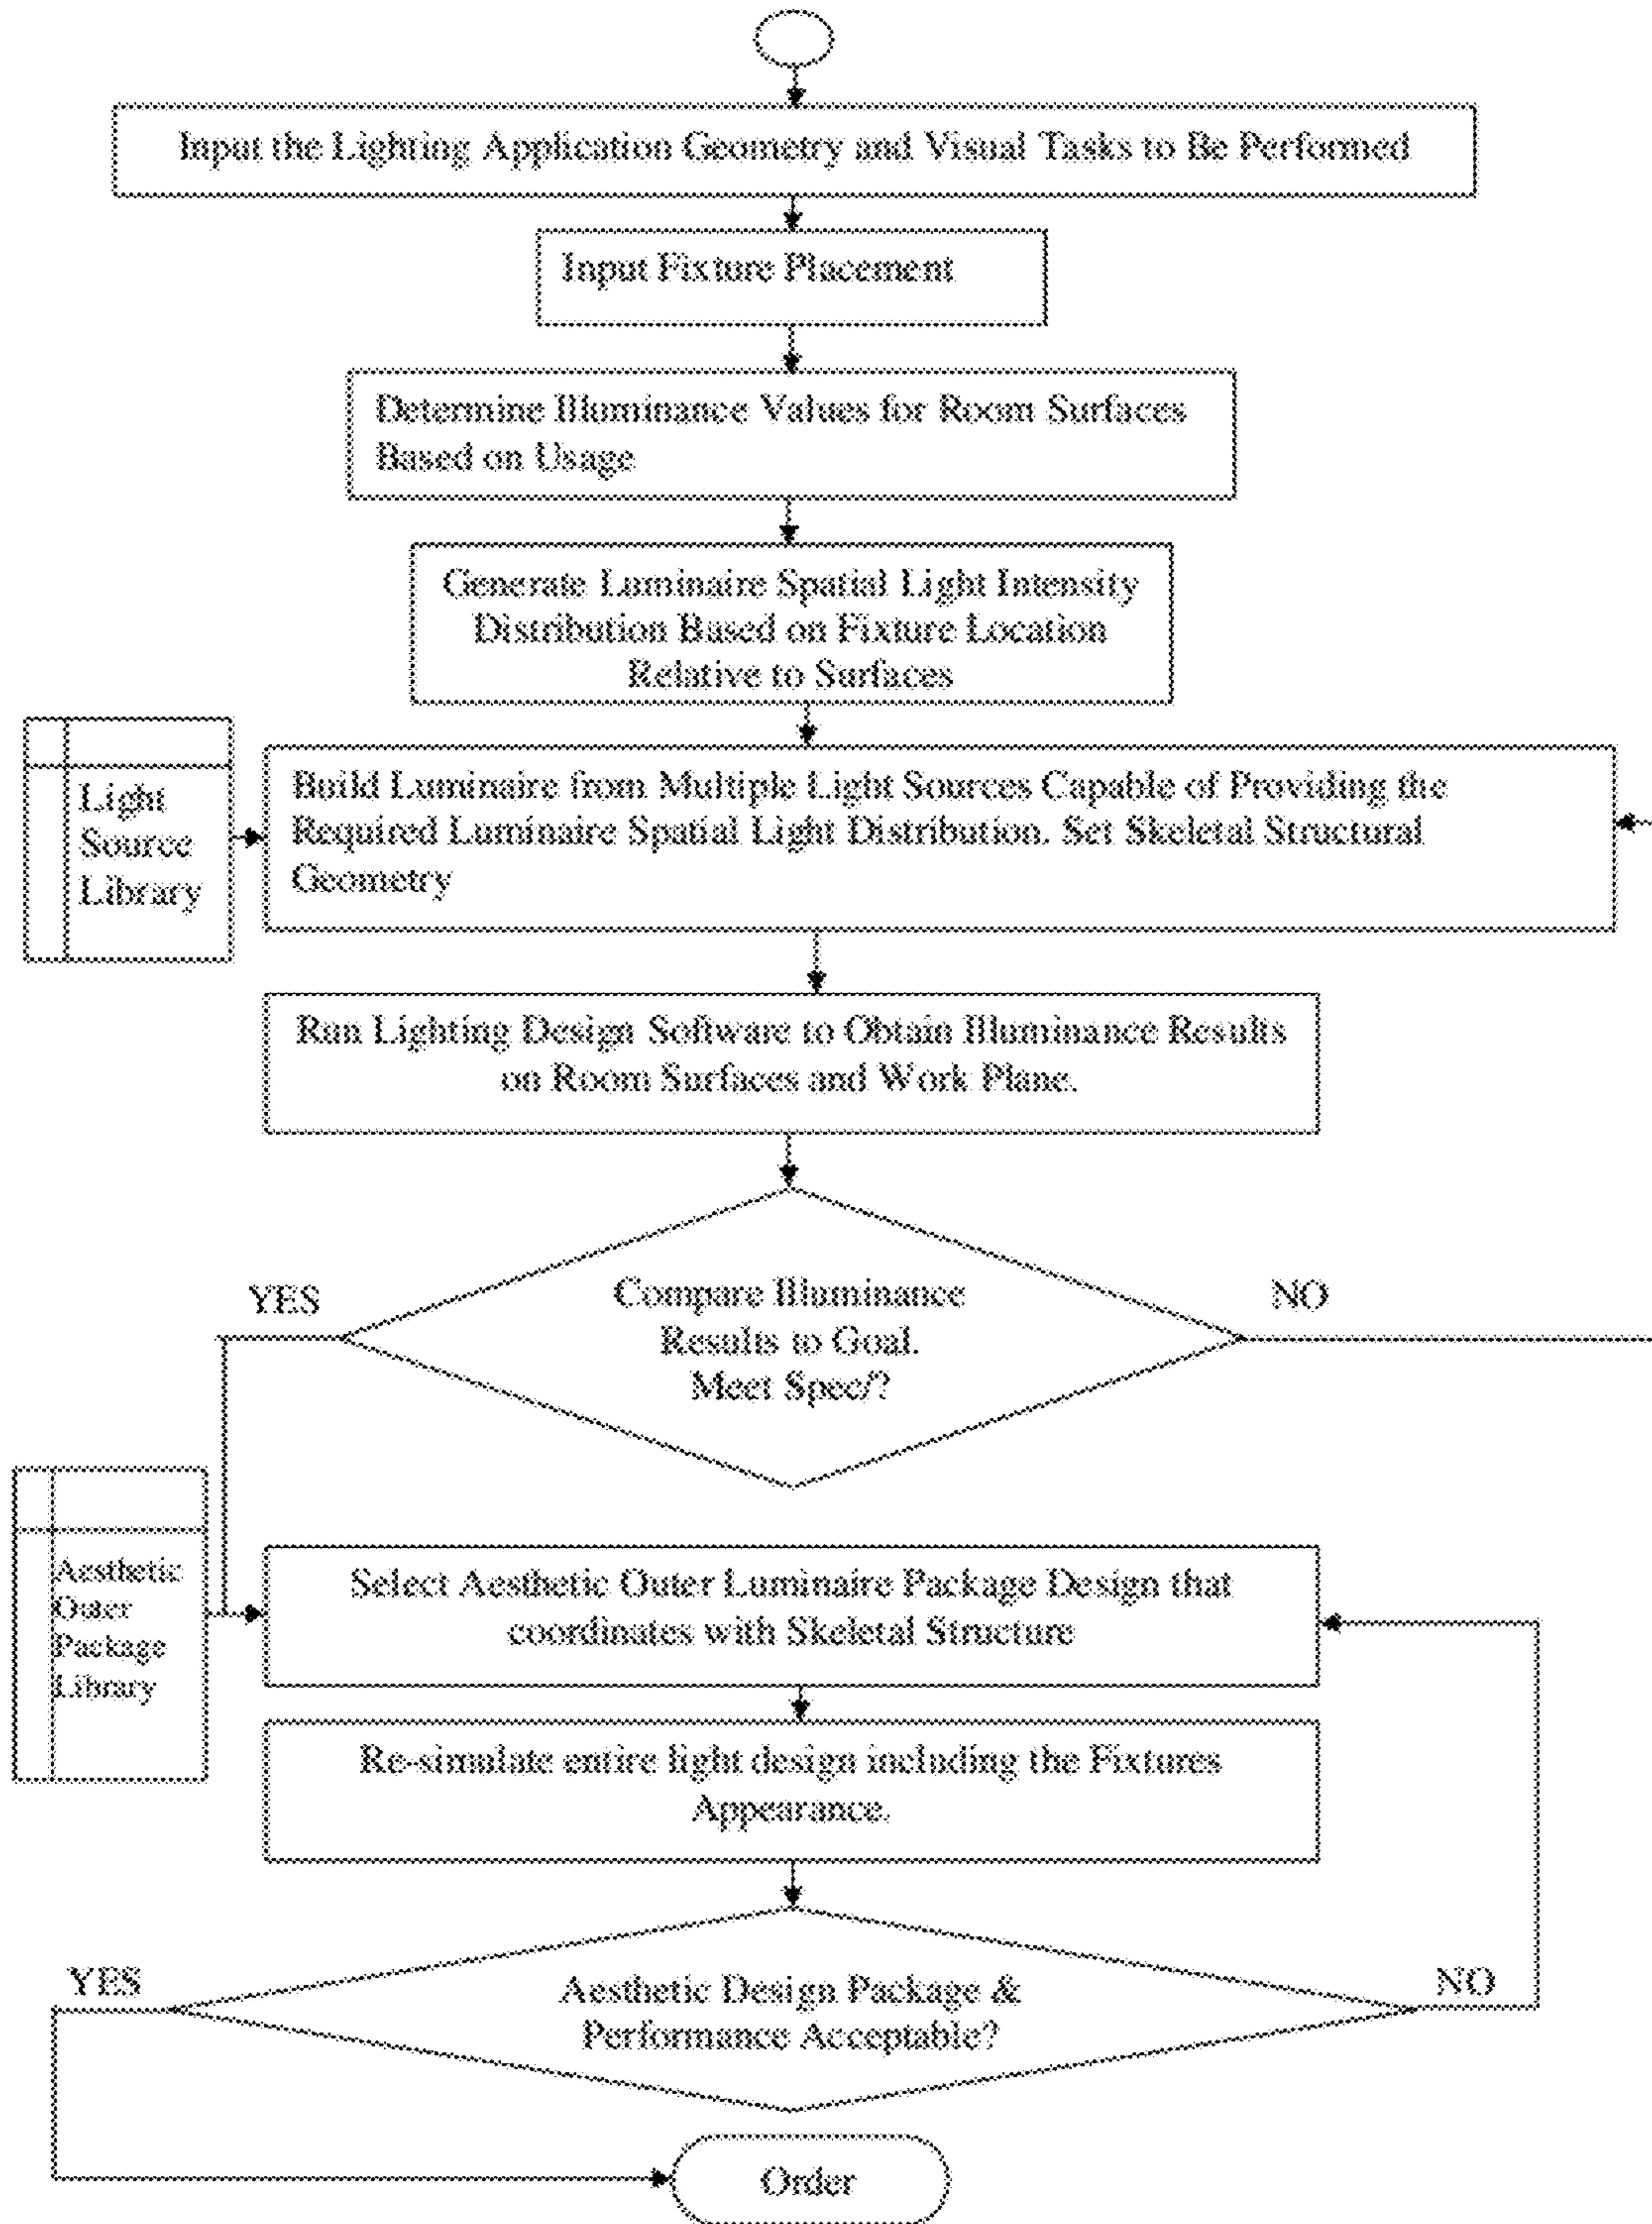 Input the Lighting Application Geometry and Visual Tasks to Be Performed
Input Fixture Placement
Determine Illuminance Values for Room Surfaces
Based on Usage
Generate Luminaire Spatial Light Intensity
Distribution Based on Fixture Location
Relative to Surfaces
Light
Source
Library
Build Luminaire from Multiple Light Sources Capable of Providing the
Required Luminaire Spatial Light Distribution. Set Skeletal Structural
Geometry
Run Lighting Design Software to Obtain Illuminance Results
on Room Surfaces and Work Plane.
YES
Compare Illuminance
Results to Goal.
Meet Spec/?
NO
Aesthetic
Outer
Package
Library
Select Aesthetic Outer Luminaire Package Design that
coordinates with Skeletal Structure
Re-simulate entire light design including the Fixtures
Appearance.
YES
Aesthetic Design Package &
Performance Acceptable?
NO
Order